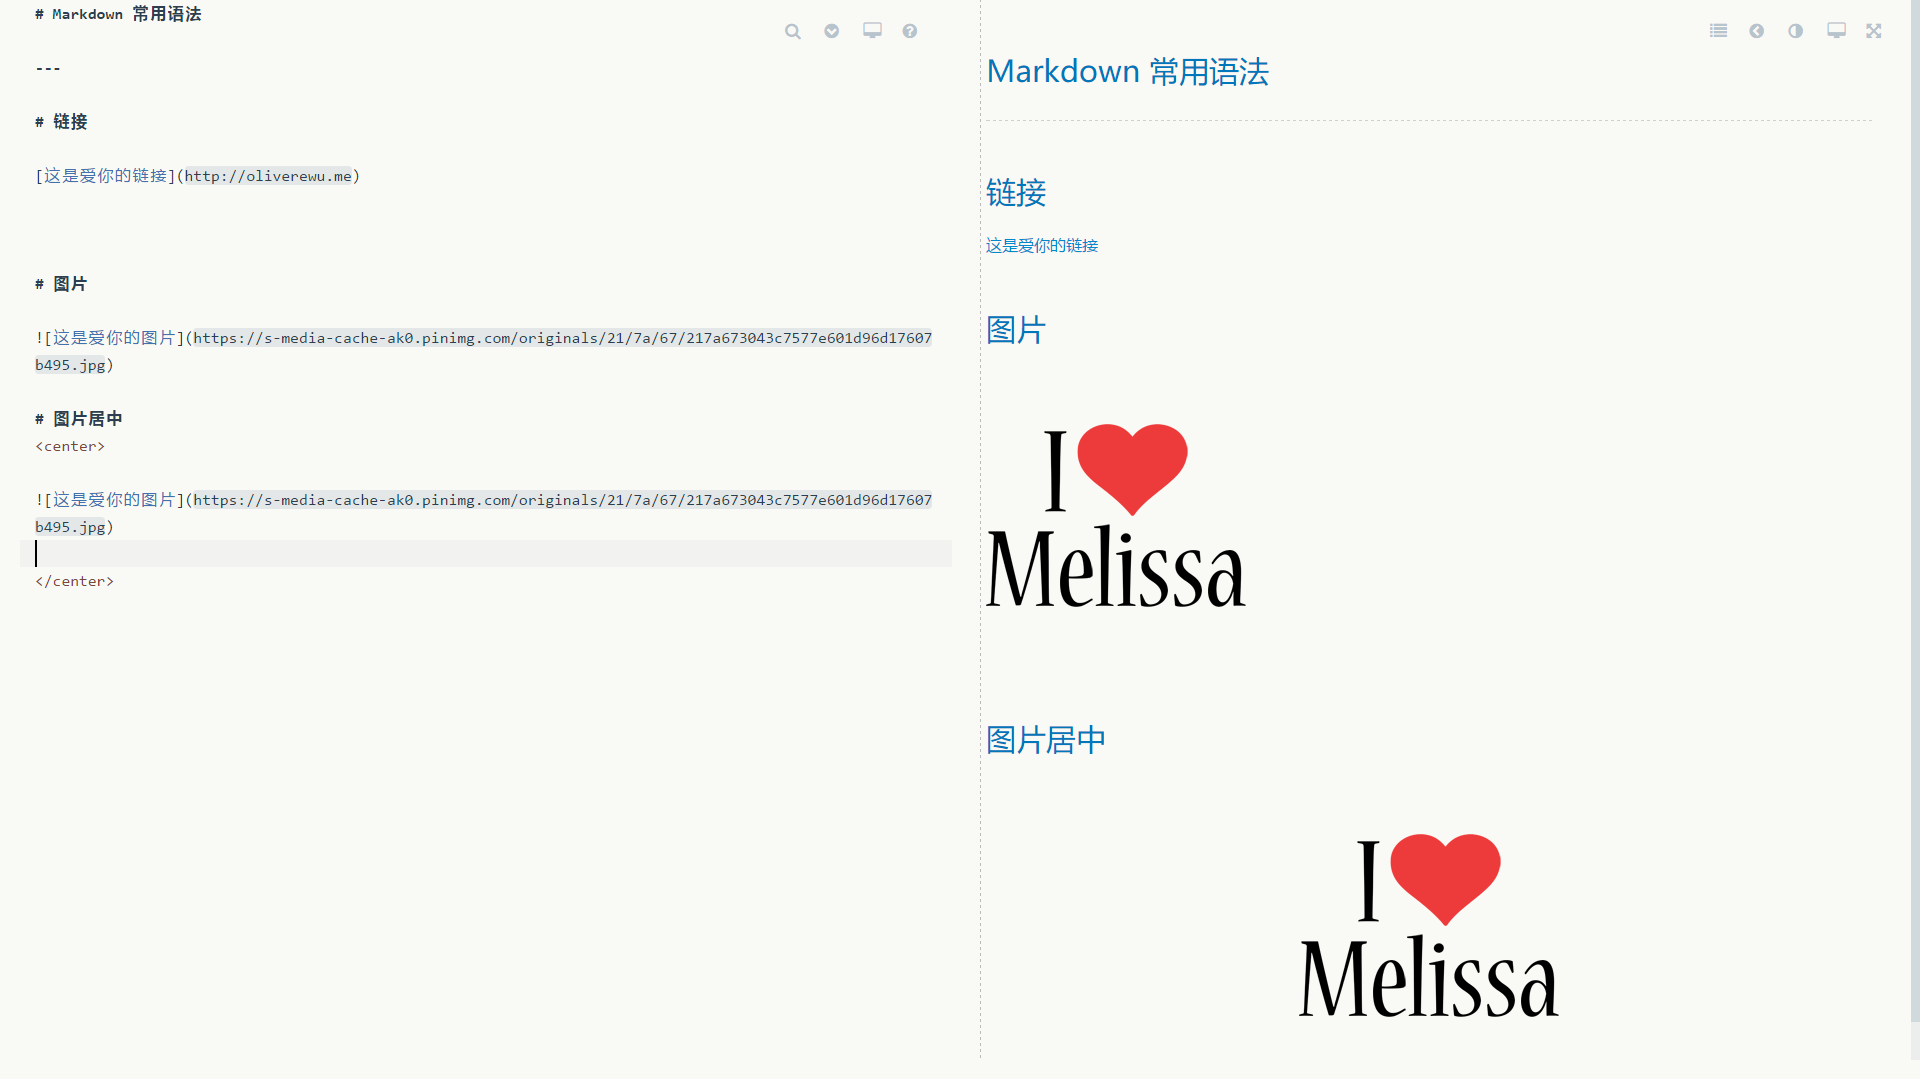 # Markdown 常用语法
---
# 链接
[这是爱你的链接](http://oliverewu.me)
# 图片
![这是爱你的图片](https://s-media-cache-ak0.pinimg.com/originals/21/7a/67/217a673043c7577e601d96d17607
b495.jpg)
# 图片居中
<center>
![这是爱你的图片](https://s-media-cache-ak0.pinimg.com/originals/21/7a/67/217a673043c7577e601d96d17607
b495.jpg)
</center>
Markdown 常用语法
链接
这是爱你的链接
图片
I
Melissa
图片居中
I
Melissa